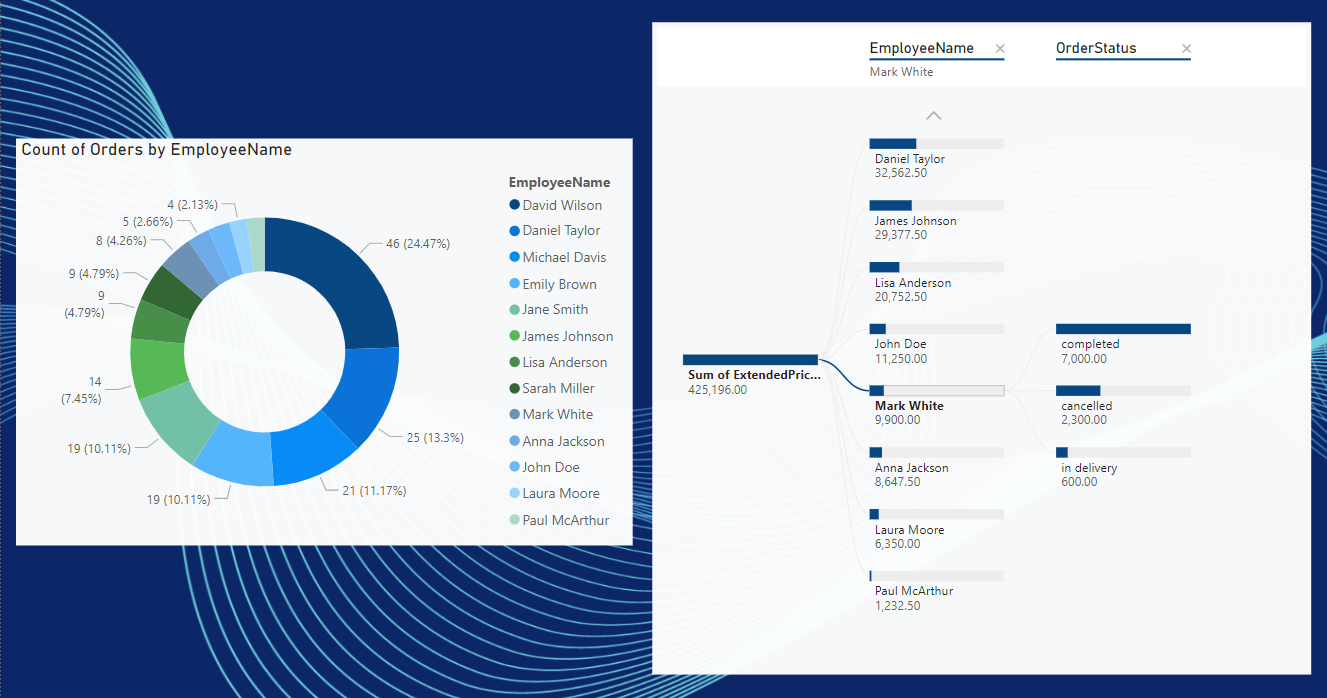 Count of Orders by EmployeeName
4 (2.13%)
5 (2.66%)
8 (4.26%)
9 (4.79%)
9
(4.79%)
14
(7.45%)
19 (10.11%)
19 (10.11%)
21 (11.17%)
25 (13.3%)
46 (24.47%)
EmployeeName
David Wilson
Daniel Taylor
Michael Davis
Emily Brown
Jane Smith
James Johnson
Lisa Anderson
Sarah Miller
Mark White
Anna Jackson
John Doe
Laura Moore
Paul McArthur
EmployeeName
Mark White
OrderStatus
Sum of ExtendedPric...
425,196.00
Daniel Taylor
32,562.50
James Johnson
29,377.50
Lisa Anderson
20,752.50
John Doe
11,250.00
Mark White
9,900.00
Anna Jackson
8,647.50
Laura Moore
6,350.00
Paul McArthur
1,232.50
completed
7,000.00
cancelled
2,300.00
in delivery
600.00